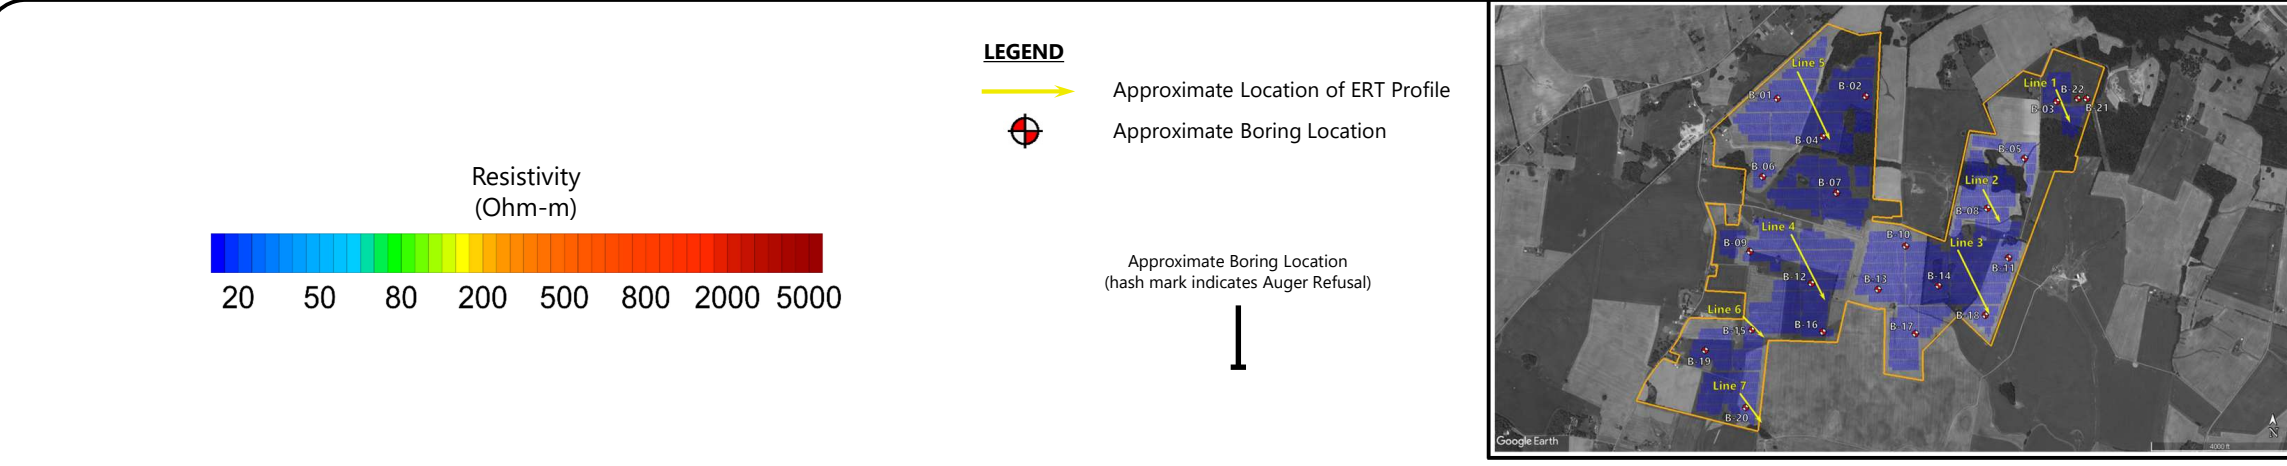 LEGEND
Approximate Location of ERT Profile
Approximate Boring Location
Resistivity
(Ohm-m)
20 50 80 200 500 800 2000 5000
Approximate Boring Location
(hash mark indicates Auger Refusal)
Line 5
Line 1
B-01
B-02
B-22
B-03
B-21
B-04
B-05
B-06
B-07
Line 2
B-08
Line 4
B-09
B-10
Line 3
B-11
B-12
B-13
B-14
Line 6
B-15
B-16
B-17
B-18
B-19
Line 7
B-20
Google Earth
4000 ft
N